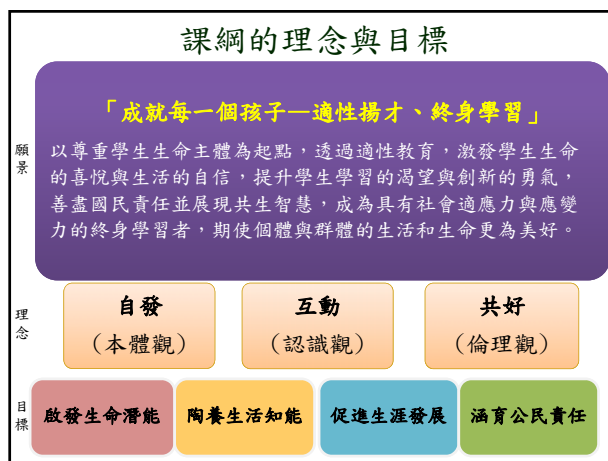 課綱的理念與目標
願景
「成就每一個孩子—適性揚才、終身學習」
以尊重學生生命主體為起點，透過適性教育，激發學生生命
的喜悅與生活的自信，提升學生學習的渴望與創新的勇氣，
善盡國民責任並展現共生智慧，成為具有社會適應力與應變
力的終身學習者，期使個體與群體的生活和生命更為美好。
理念
自發
（本體觀）
互動
（認識觀）
共好
（倫理觀）
目標
啟發生命潛能
陶養生活知能
促進生涯發展
涵育公民責任